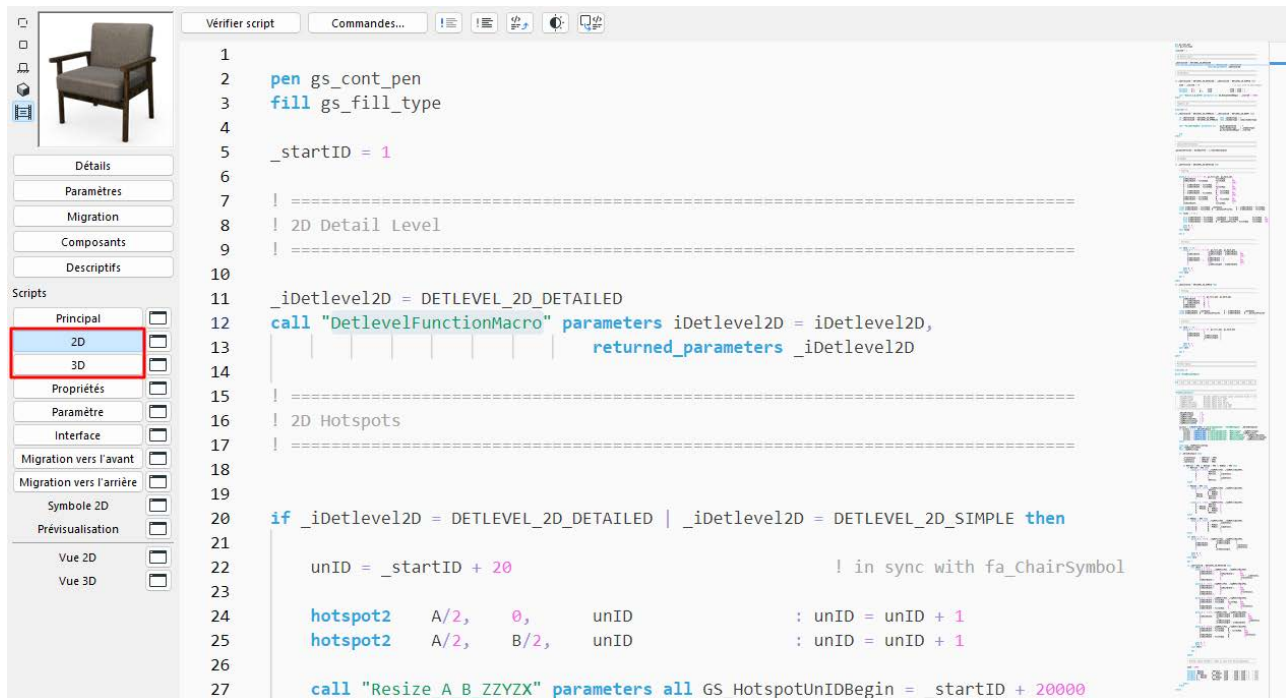 Vérifier script
Commandes...
Détails
Paramètres
Migration
Composants
Descriptifs
Scripts
Principal
2D
3D
Propriétés
Paramètre
Interface
Migration vers l'avant
Migration vers l'arrière
Symbole 2D
Prévisualisation
Vue 2D
Vue 3D
1
2 pen gs_cont_pen
3 fill gs_fill_type
4
5 _startID = 1
6
7 ! ===========================================================================
8 ! 2D Detail Level
9 ! ===========================================================================
10
11 _iDetlevel2D = DETLEVEL_2D_DETAILED
12 call "DetlevelFunctionMacro" parameters iDetlevel2D = iDetlevel2D,
13 returned_parameters _iDetlevel2D
14
15 ! ===========================================================================
16 ! 2D Hotspots
17 ! ===========================================================================
18
19
20 if _iDetlevel2D = DETLEVEL_2D_DETAILED | _iDetlevel2D = DETLEVEL_2D_SIMPLE then
21
22 unID = _startID + 20 ! in sync with fa_ChairSymbol
23
24 hotspot2 A/2, 0, unID : unID = unID + 1
25 hotspot2 A/2, B/2, unID : unID = unID + 1
26
27 call "Resize_A_B_ZZYZX" parameters all GS_HotspotUnIDBegin = _startID + 20000